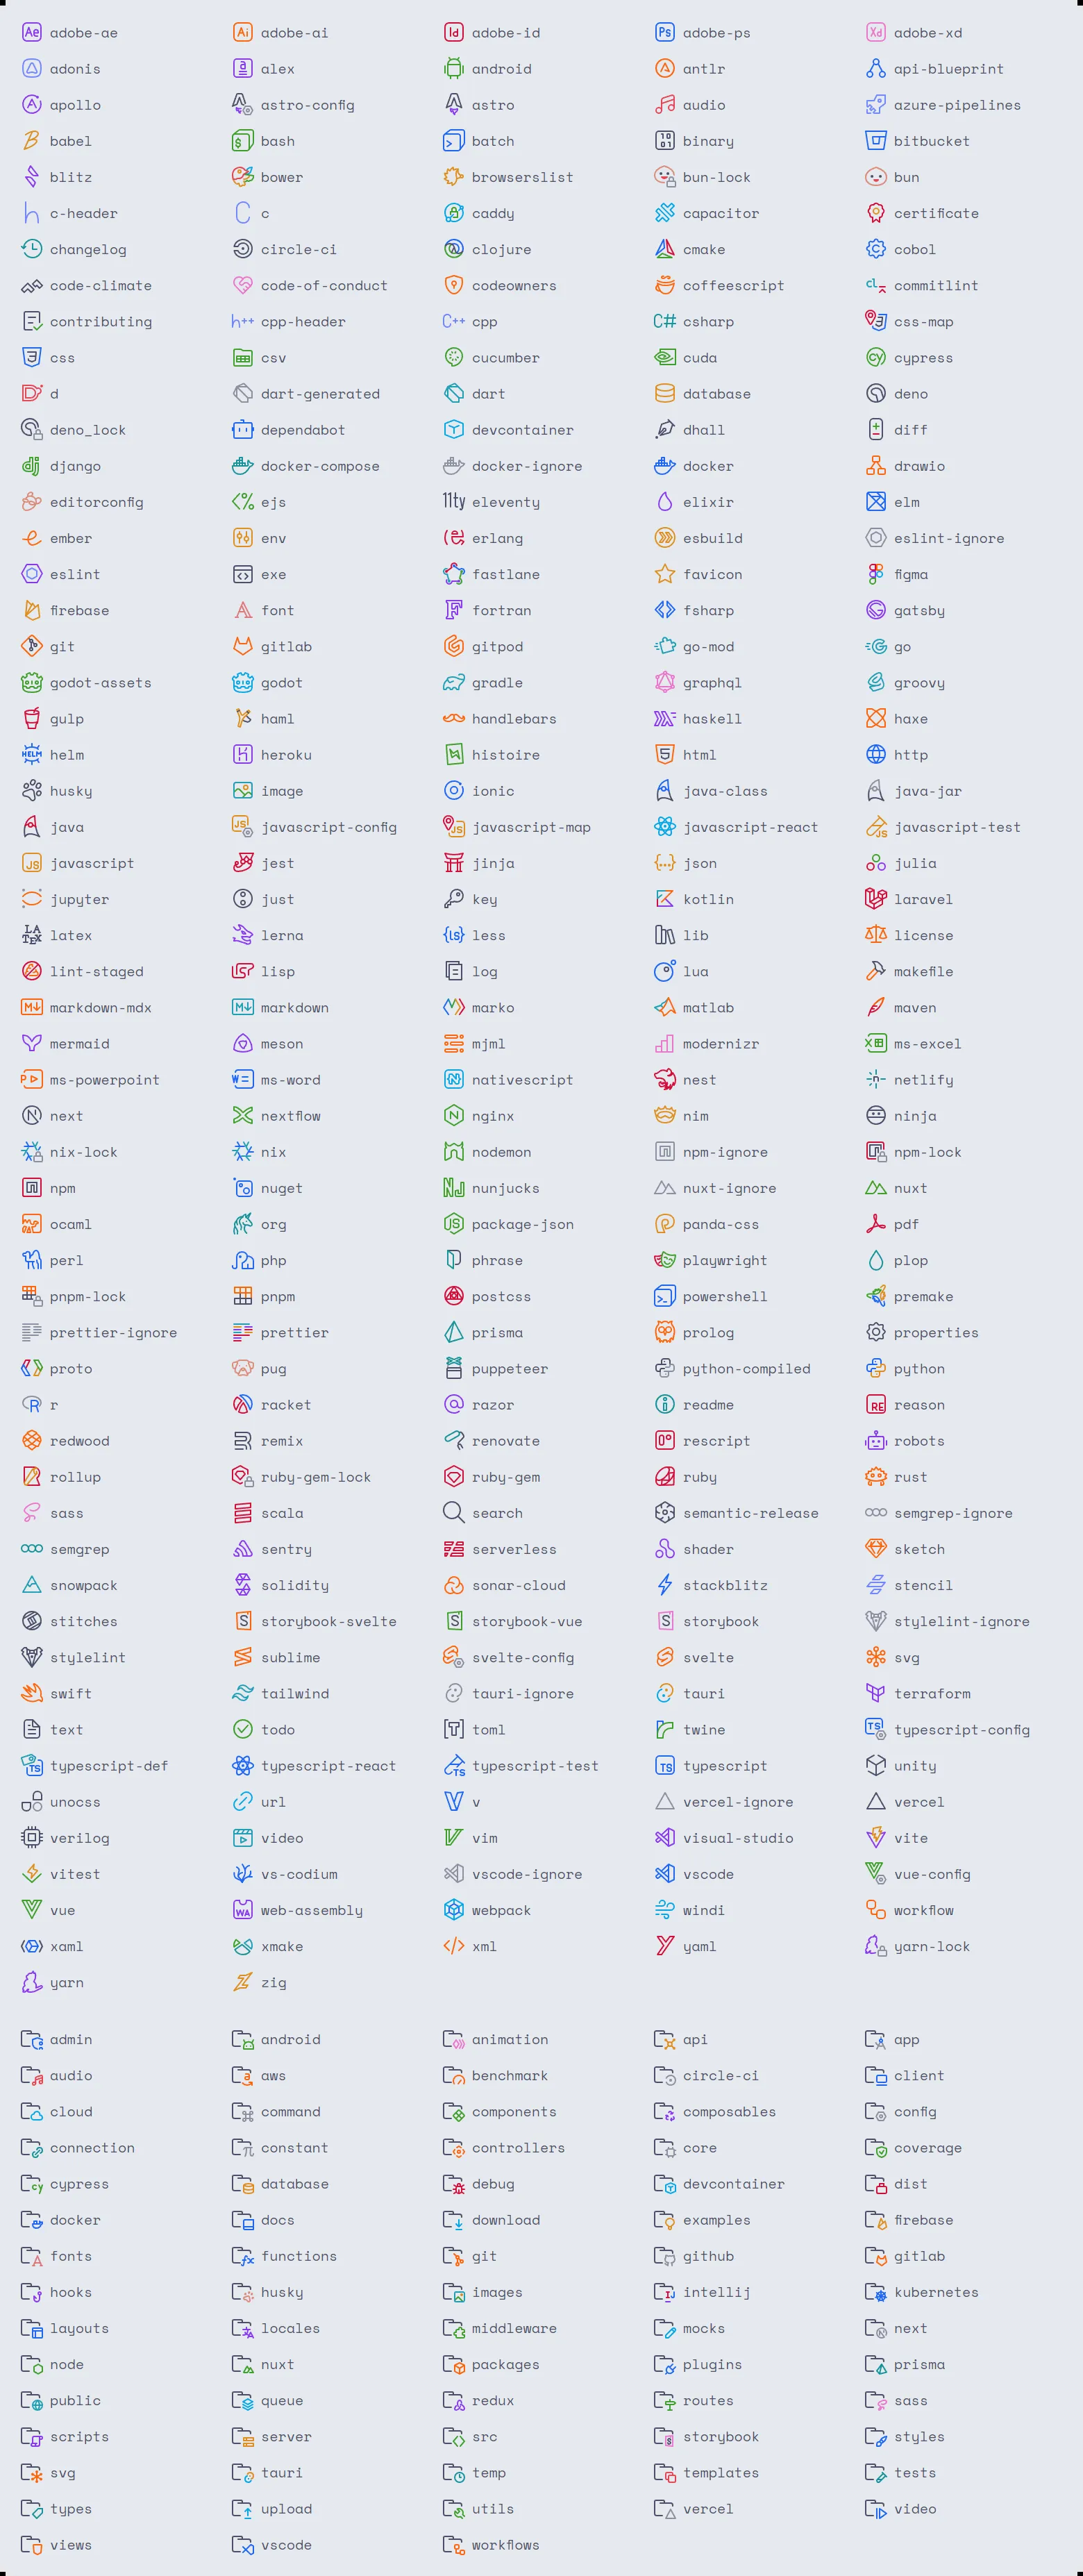 adobe-ae adobe-ai adobe-id adobe-ps adobe-xd
adonis alex android antlr api-blueprint
apollo astro-config astro audio azure-pipelines
babel bash batch binary bitbucket
blitz bower browserslist bun-lock bun
c-header c caddy capacitor certificate
changelog circle-ci clojure cmake cobol
code-climate code-of-conduct codeowners coffeescript commitlint
contributing cpp-header cpp csharp css-map
css csv cucumber cuda cypress
d dart-generated dart database deno
deno_lock dependabot devcontainer dhall diff
django docker-compose docker-ignore docker drawio
editorconfig ejs eleventy elixir elm
ember env erlang esbuild eslint-ignore
eslint exe fastlane favicon figma
firebase font fortran fsharp gatsby
git gitlab gitpod go-mod go
godot-assets godot gradle graphql groovy
gulp haml handlebars haskell haxe
helm heroku histoire html http
husky image ionic java-class java-jar
java javascript-config javascript-map javascript-react javascript-test
javascript jest jinja json julia
jupyter just key kotlin laravel
latex lerna less lib license
lint-staged lisp log lua makefile
markdown-mdx markdown marko matlab maven
mermaid meson mjml modernizr ms-excel
ms-powerpoint ms-word nativescript nest netlify
next nextflow nginx nim ninja
nix-lock nix nodemon npm-ignore npm-lock
npm nuget nunjucks nuxt-ignore nuxt
ocaml org package-json panda-css pdf
perl php phrase playwright plop
pnpm-lock pnpm postcss powershell premake
prettier-ignore prettier prisma prolog properties
proto pug puppeteer python-compiled python
r racket razor readme reason
redwood remix renovate rescript robots
rollup ruby-gem-lock ruby-gem ruby rust
sass scala search semantic-release semgrep-ignore
semgrep sentry serverless shader sketch
snowpack solidity sonar-cloud stackblitz stencil
stitches storybook-svelte storybook-vue storybook stylelint-ignore
stylelint sublime svelte-config svelte svg
swift tailwind tauri-ignore tauri terraform
text todo toml twine typescript-config
typescript-def typescript-react typescript-test typescript unity
unocss url v vercel-ignore vercel
verilog video vim visual-studio vite
vitest vs-codium vscode-ignore vscode vue-config
vue web-assembly webpack windi workflow
xaml xmake xml yaml yarn-lock
yarn zig
admin android animation api app
audio aws benchmark circle-ci client
cloud command components composables config
connection constant controllers core coverage
cypress database debug devcontainer dist
docker docs download examples firebase
fonts functions git github gitlab
hooks husky images intellij kubernetes
layouts locales middleware mocks next
node nuxt packages plugins prisma
public queue redux routes sass
scripts server src storybook styles
svg tauri temp templates tests
types upload utils vercel video
views vscode workflows